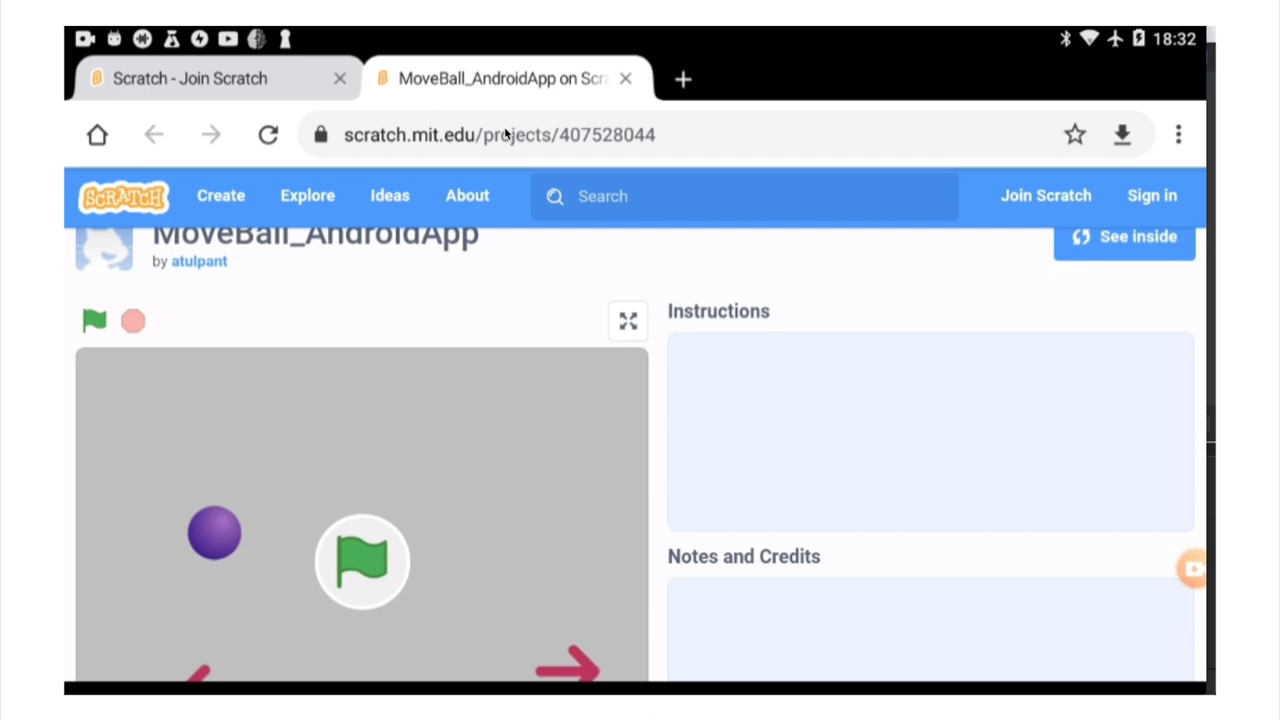 18:32
Scratch - Join Scratch
MoveBall_AndroidApp on Scra
scratch.mit.edu/projects/407528044
SCRATCH Create Explore Ideas About Search Join Scratch Sign in
MoveBall_AndroidApp
See inside
by atulpant
Instructions
Notes and Credits